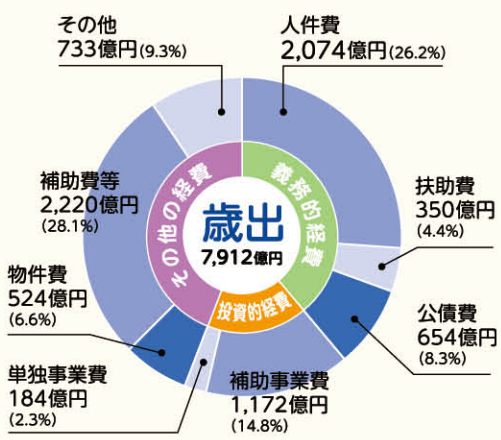 その他
733億円(9.3%)
人件費
2,074億円(26.2%)
扶助費
350億円
(4.4%)
公債費
654億円
(8.3%)
補助事業費
1,172億円
(14.8%)
単独事業費
184億円
(2.3%)
物件費
524億円
(6.6%)
補助費等
2,220億円
(28.1%)
義務的経費
投資的経費
その他の経費
歳出
7,912億円